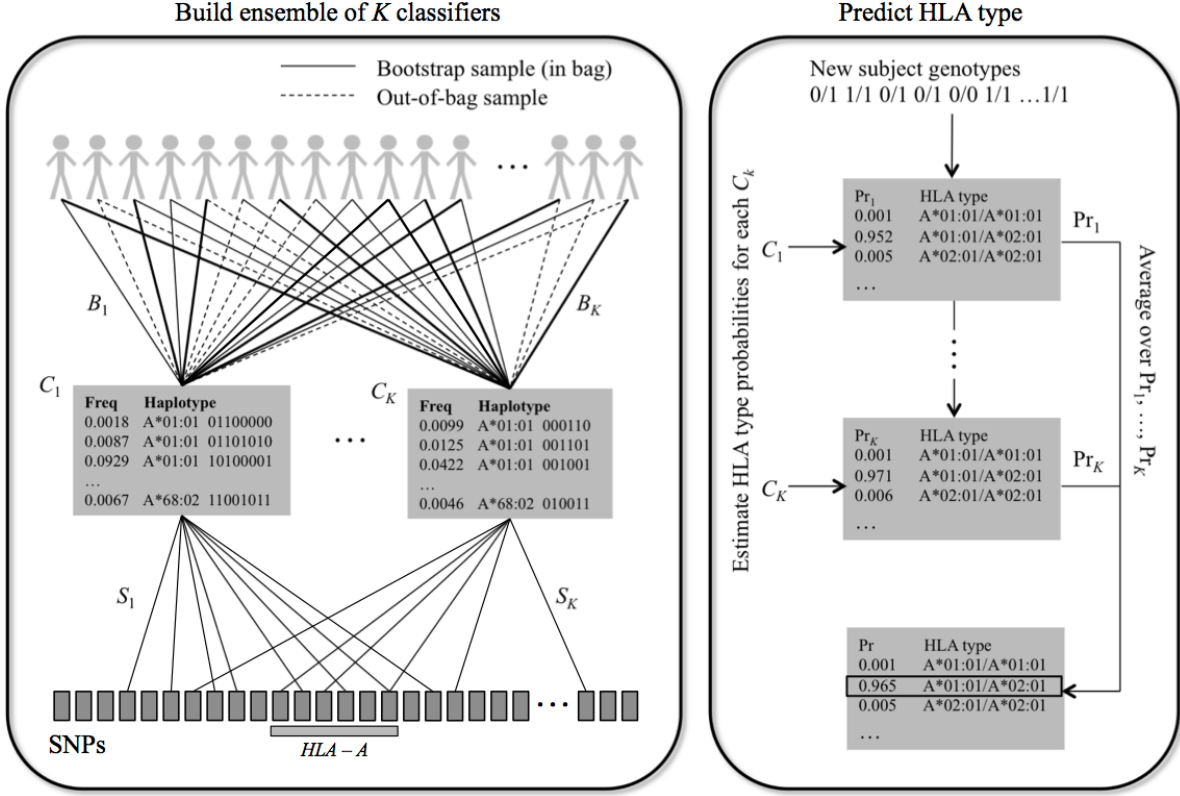 Build ensemble of K classifiers
Bootstrap sample (in bag)
Out-of-bag sample
...
B1
BK
C1
Freq Haplotype
0.0018 A*01:01 01100000
0.0087 A*01:01 01101010
0.0929 A*01:01 10100001
...
0.0067 A*68:02 11001011
...
CK
Freq Haplotype
0.0099 A*01:01 000110
0.0125 A*01:01 001101
0.0422 A*01:01 001001
...
0.0046 A*68:02 010011
S1
SK
...
SNPs
HLA – A
Predict HLA type
New subject genotypes
0/1 1/1 0/1 0/1 0/0 1/1 …1/1
Estimate HLA type probabilities for each Ck
C1
Pr1 HLA type
0.001 A*01:01/A*01:01
0.952 A*01:01/A*02:01
0.005 A*02:01/A*02:01
...
Pr1
...
CK
PrK HLA type
0.001 A*01:01/A*01:01
0.971 A*01:01/A*02:01
0.006 A*02:01/A*02:01
...
PrK
Average over Pr1, …, PrK
Pr HLA type
0.001 A*01:01/A*01:01
0.965 A*01:01/A*02:01
0.005 A*02:01/A*02:01
...